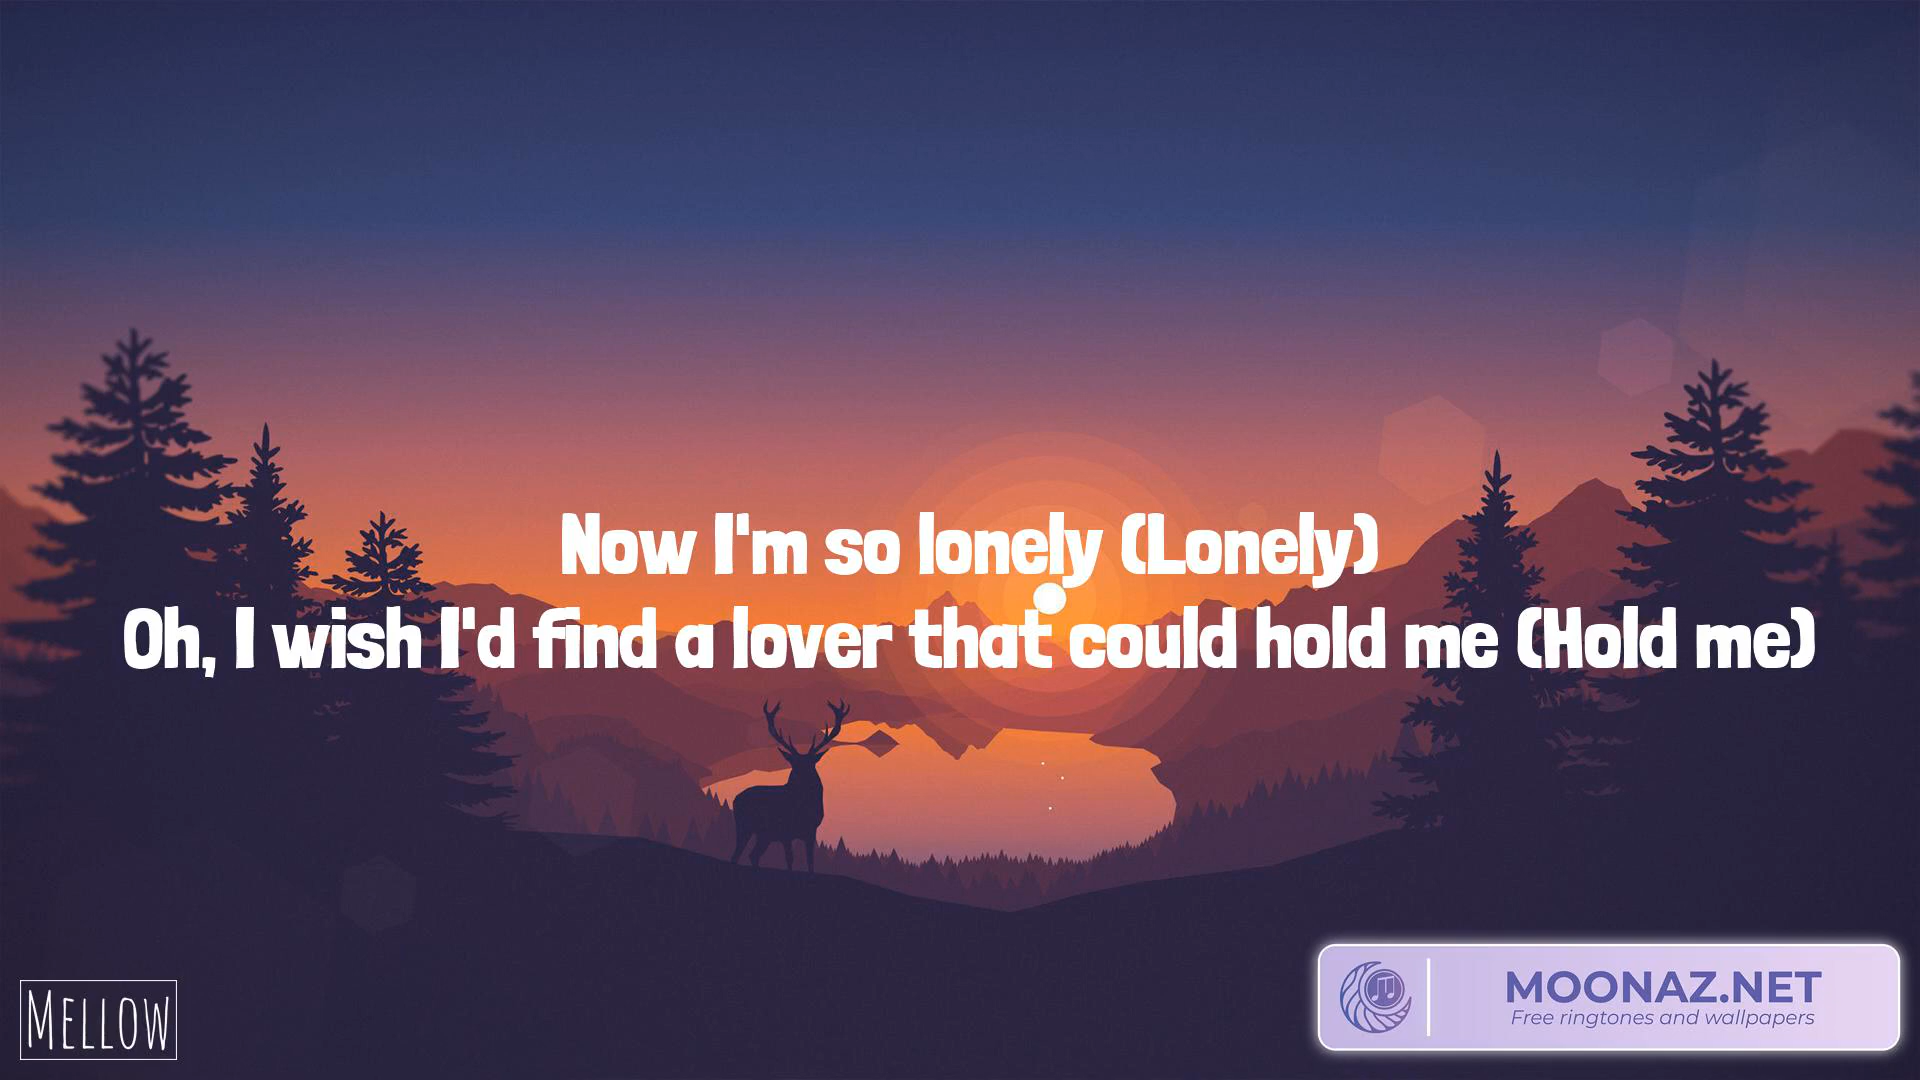 Now I'm so lonely (Lonely)
Oh, I wish I'd find a lover that could hold me (Hold me)
MELLOW
MOONAZ.NET
Free ringtones and wallpapers